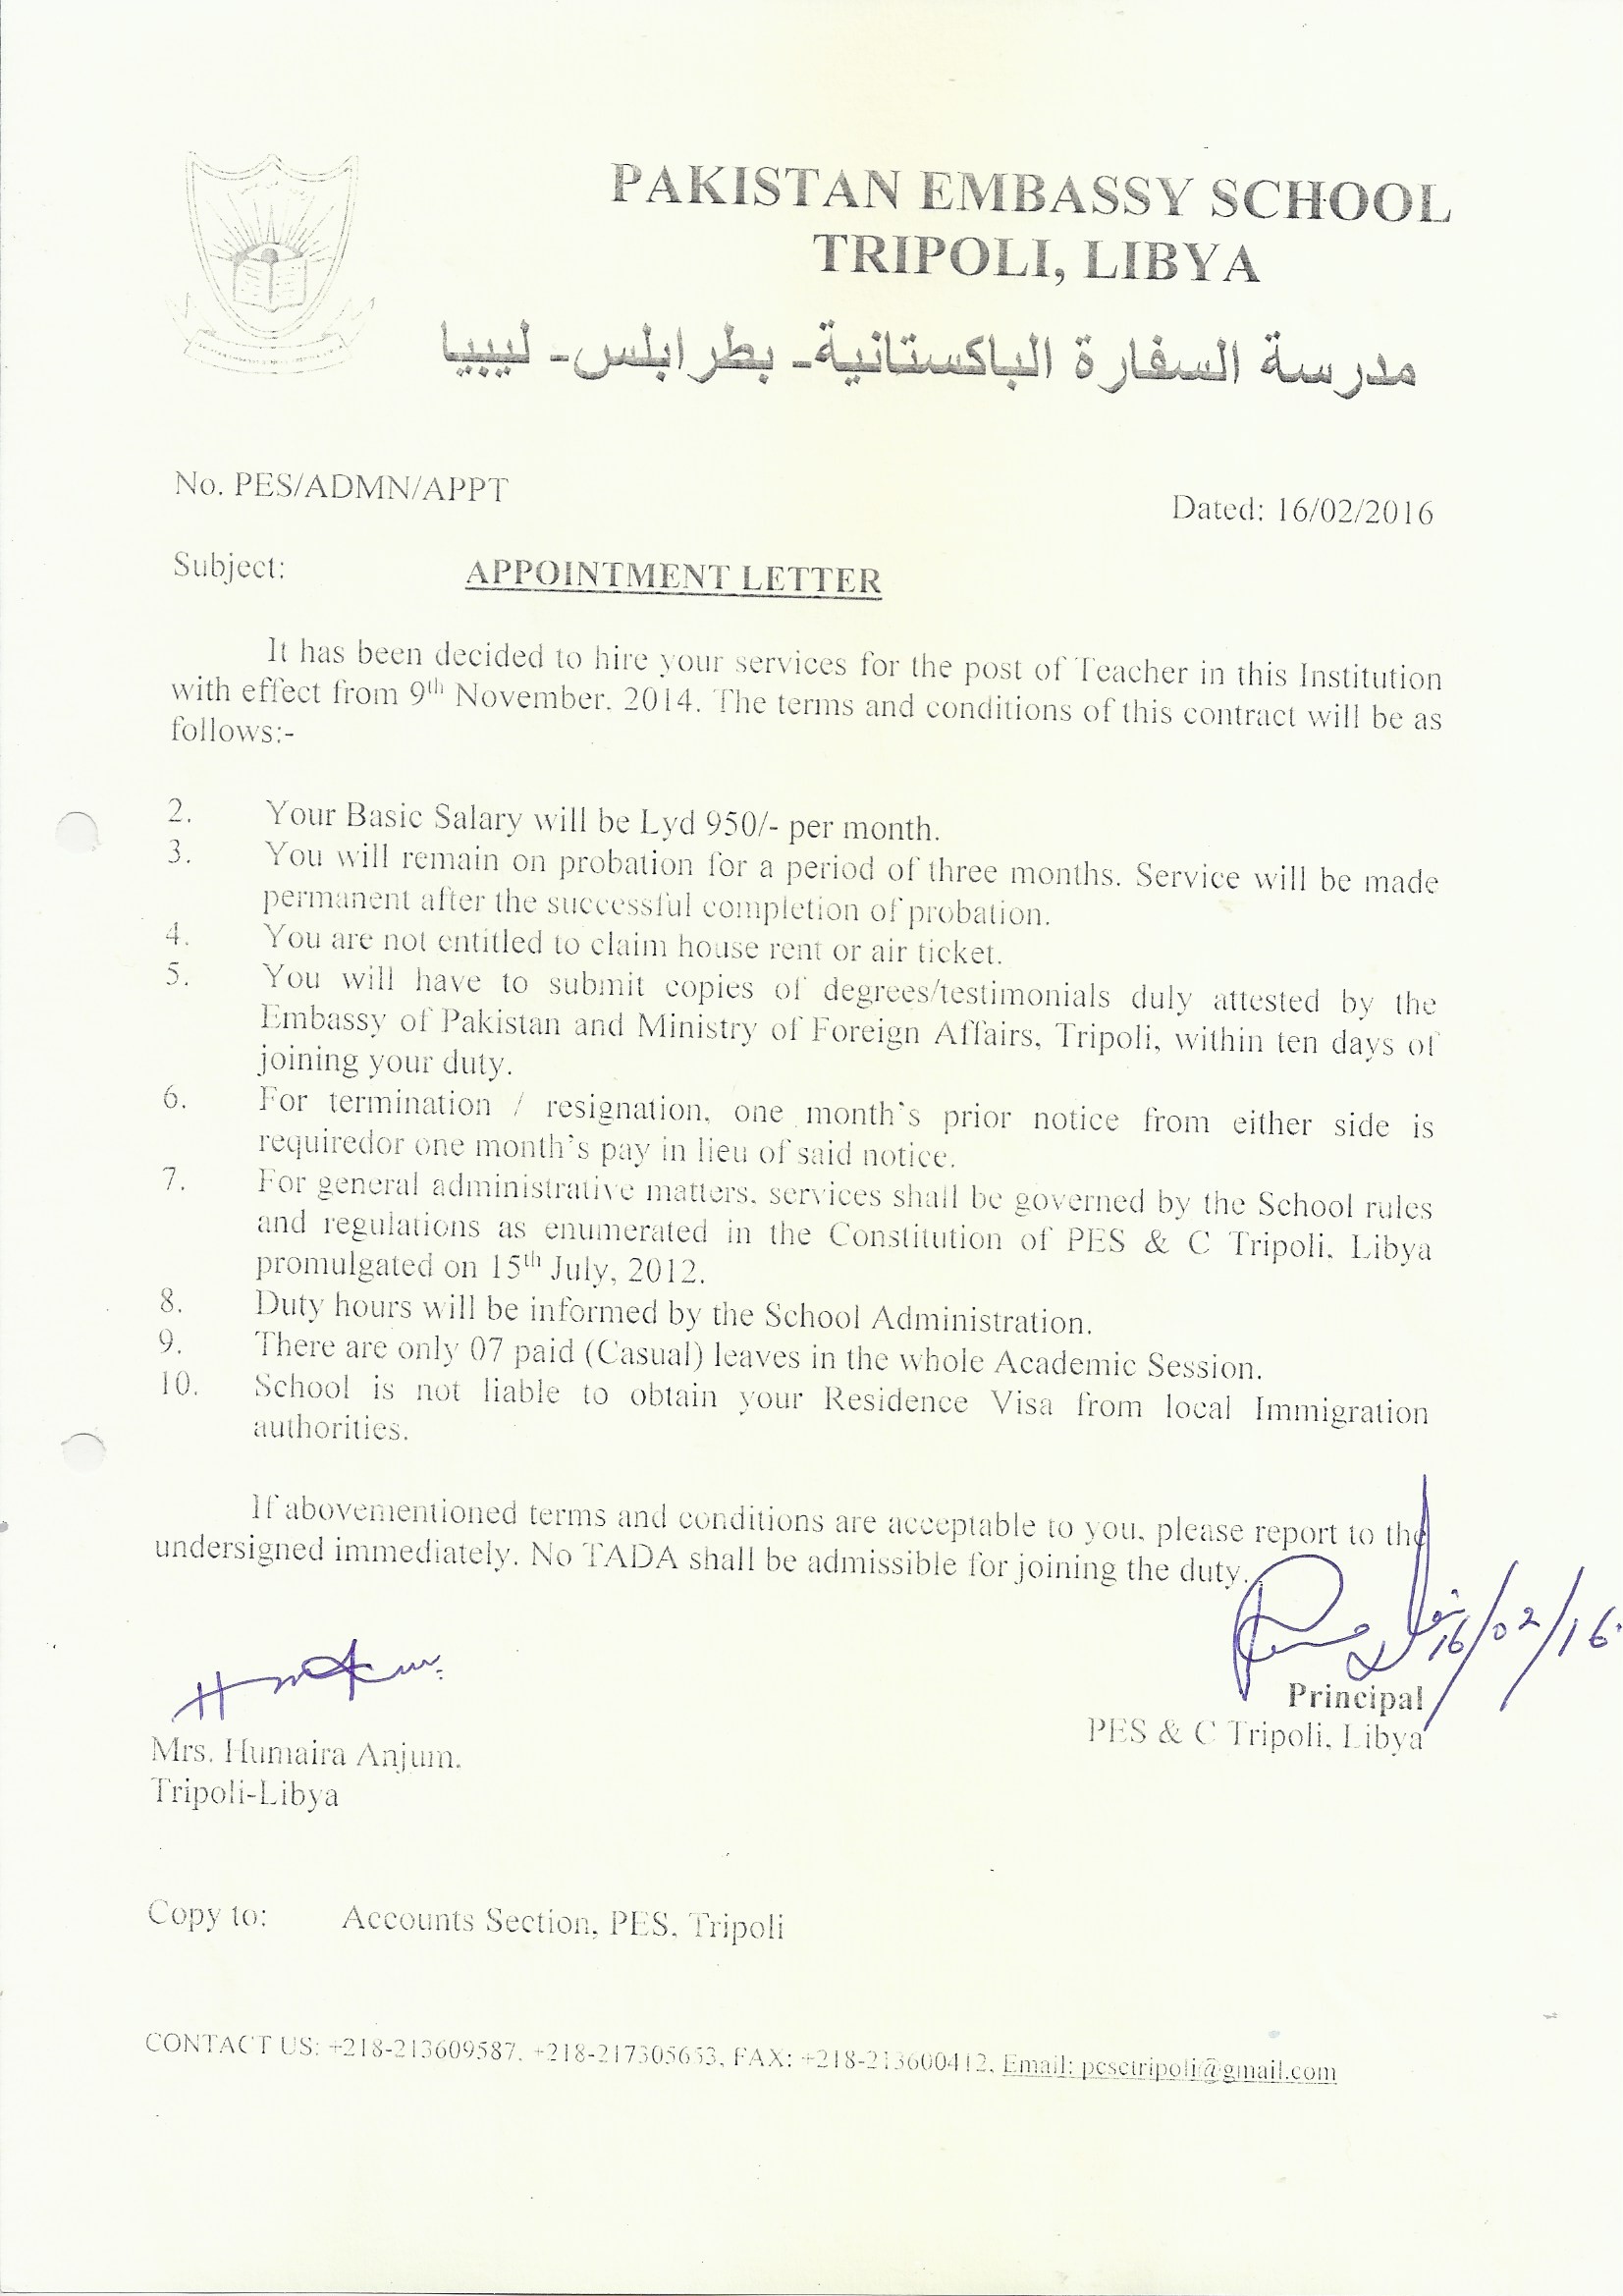 PAKISTAN EMBASSY SCHOOL
TRIPOLI, LIBYA
مدرسة السفارة الباكستانية- بطرابلس- ليبيا
No. PES/ADMN/APPT
Dated: 16/02/2016
Subject: APPOINTMENT LETTER
It has been decided to hire your services for the post of Teacher in this Institution
with effect from 9th November. 2014. The terms and conditions of this contract will be as
follows:-
2. Your Basic Salary will be Lyd 950/- per month.
3. You will remain on probation for a period of three months. Service will be made
permanent after the successful completion of probation.
4. You are not entitled to claim house rent or air ticket.
5. You will have to submit copies of degrees/testimonials duly attested by the
Embassy of Pakistan and Ministry of Foreign Affairs, Tripoli, within ten days of
joining your duty.
6. For termination / resignation, one month's prior notice from either side is
requiredor one month's pay in lieu of said notice.
7. For general administrative matters, services shall be governed by the School rules
and regulations as enumerated in the Constitution of PES & C Tripoli, Libya
promulgated on 15th July, 2012.
8. Duty hours will be informed by the School Administration.
9. There are only 07 paid (Casual) leaves in the whole Academic Session.
10. School is not liable to obtain your Residence Visa from local Immigration
authorities.
If abovementioned terms and conditions are acceptable to you, please report to the
undersigned immediately. No TADA shall be admissible for joining the duty.
16/02/16
Principal
PES & C Tripoli, Libya
Mrs. Humaira Anjum.
Tripoli-Libya
Copy to: Accounts Section, PES, Tripoli
CONTACT US: +218-213609587, +218-217305653, FAX: +218-213600412, Email: pesctripoli@gmail.com